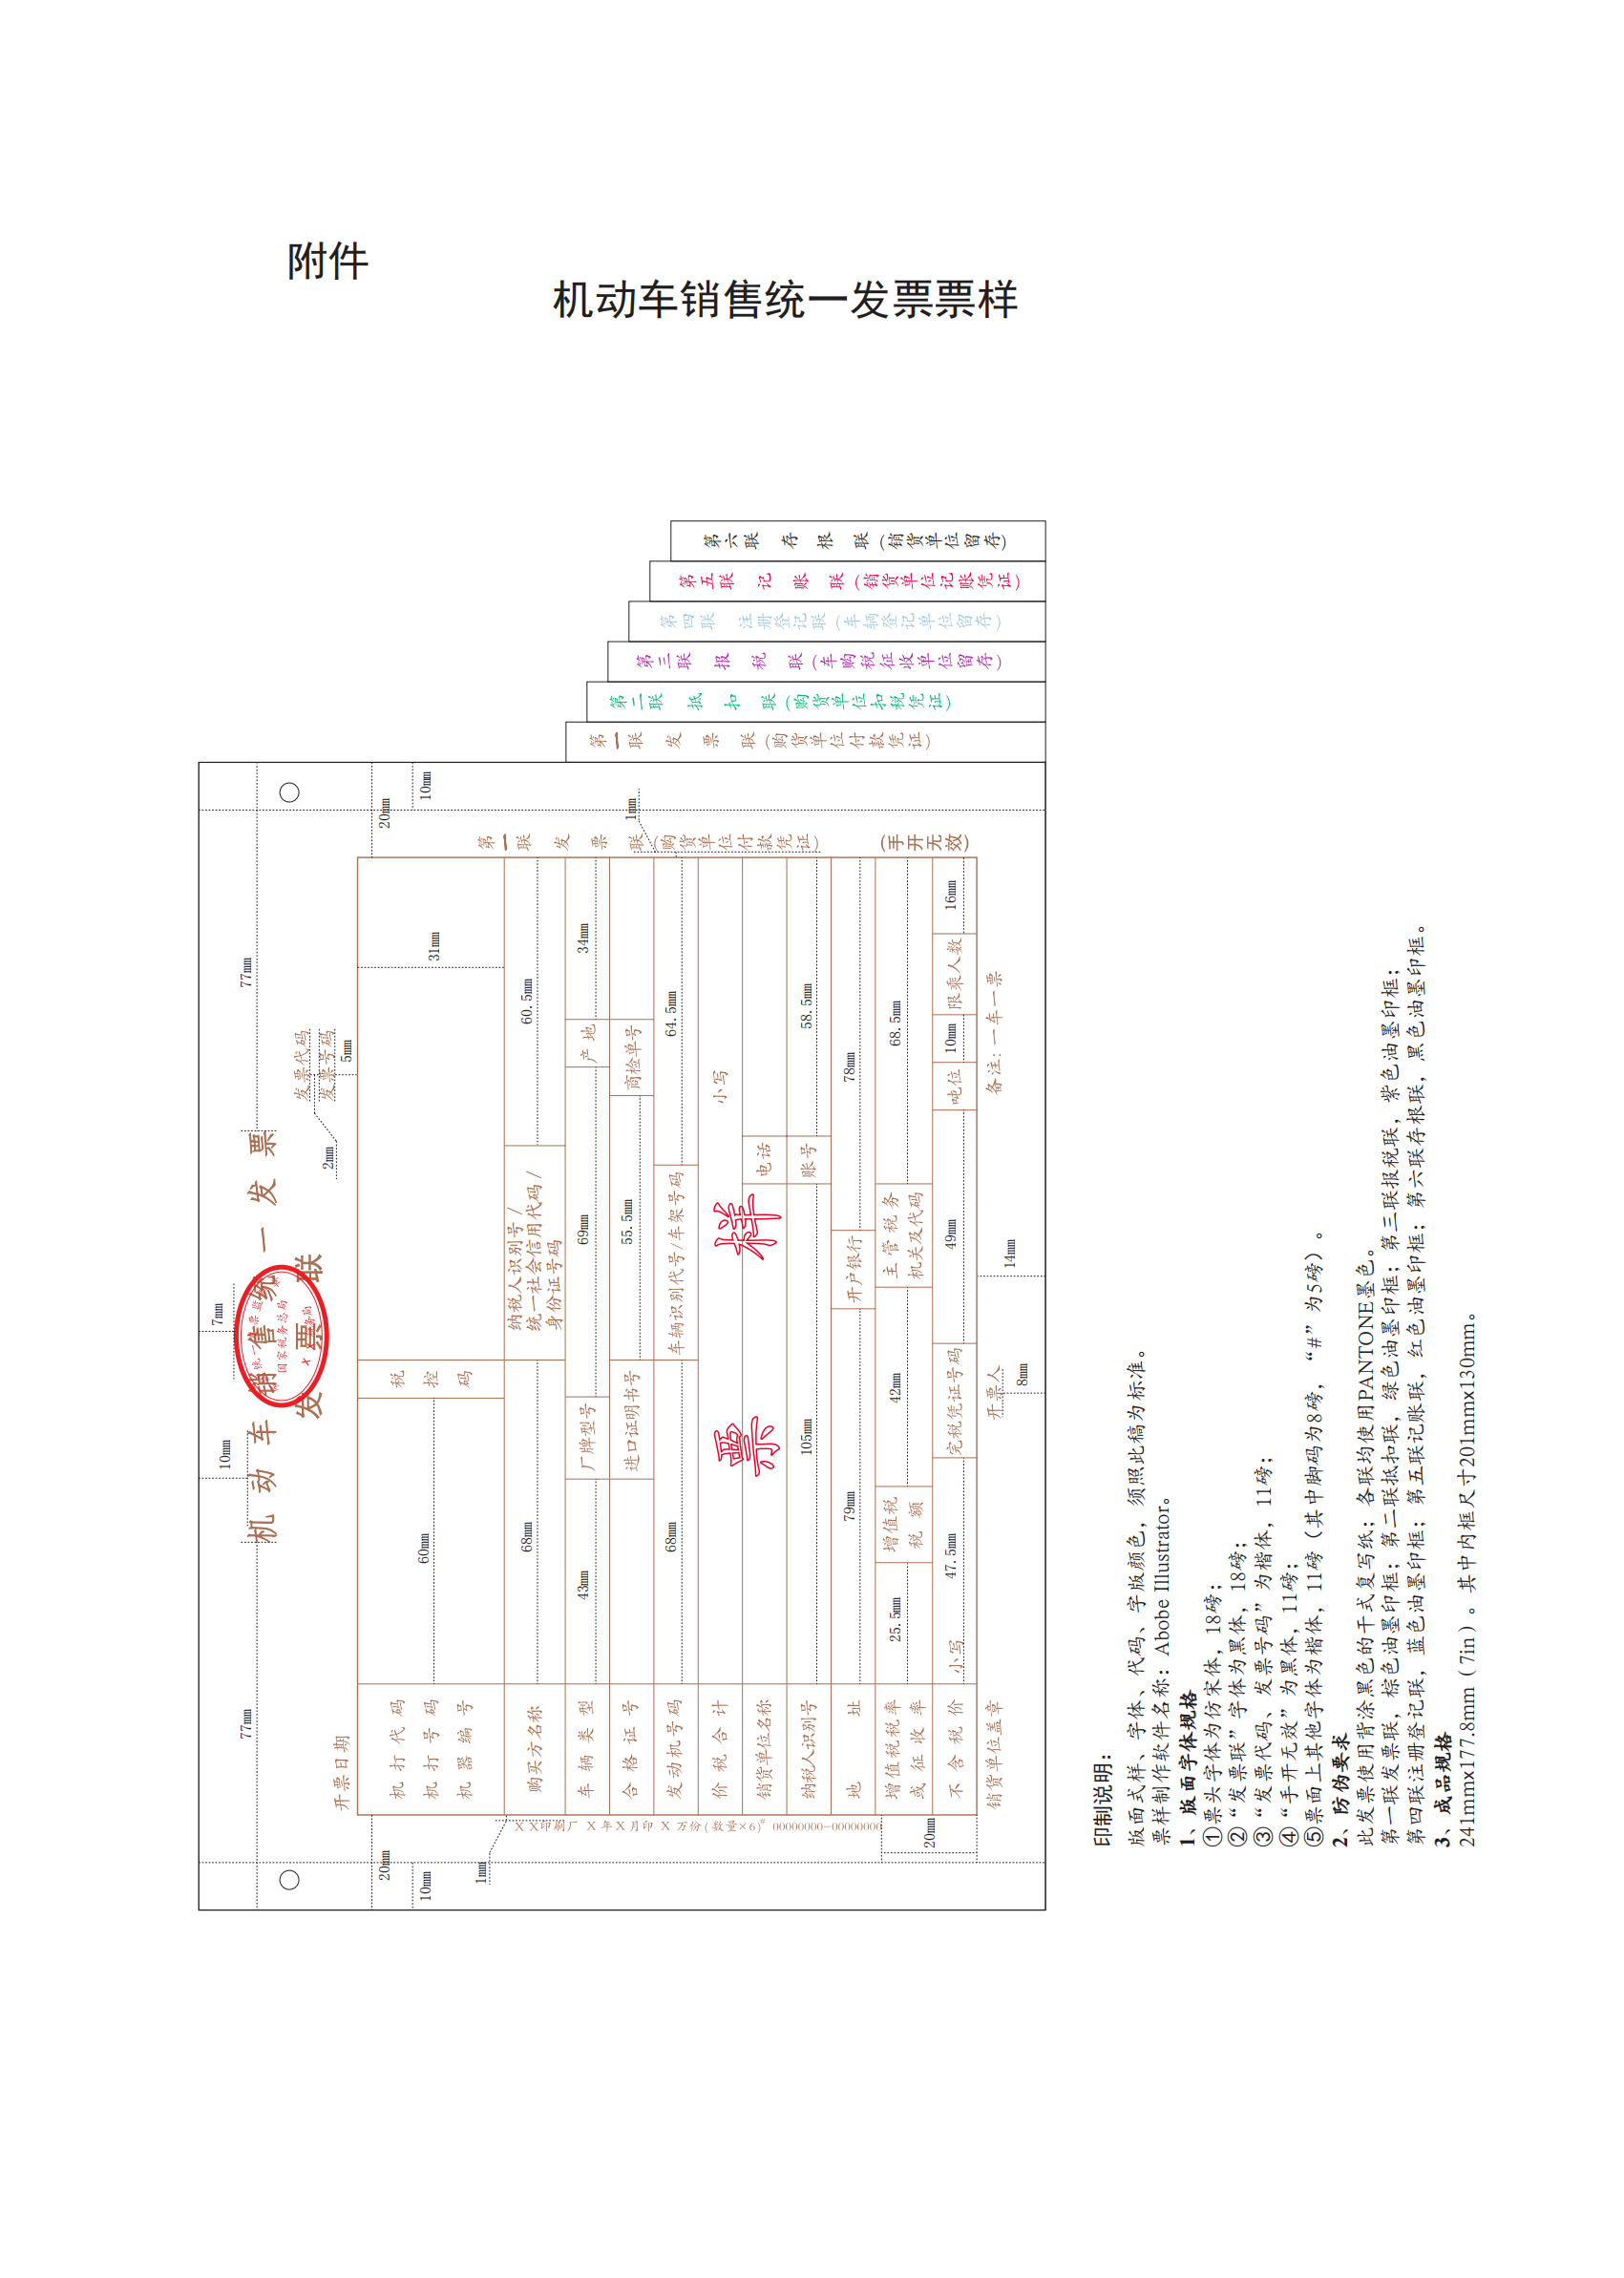 附件
机动车销售统一发票票样
77mm 10mm 7mm 77mm
机动车销售统一发票
国家税务总局
发票联
发票代码
发票号码
2mm 5mm
开票日期
20mm 20mm
10mm 10mm
机打代码
机打号码
机器编号
60mm
税控码
31mm
购买方名称 68mm 纳税人识别号/
统一社会信用代码/
身份证号码 60.5mm
车辆类型 43mm 厂牌型号 69mm 产地 34mm
合格证号 进口证明书号 55.5mm 商检单号
发动机号码 68mm 车辆识别代号/车架号码 64.5mm
价税合计 小写
票样
销货单位名称 电话
纳税人识别号 105mm 账号 58.5mm
地址 79mm 开户银行 78mm
增值税税率
或征收率 25.5mm 增值税
税额 42mm 主管税务
机关及代码 68.5mm
不含税价 小写 47.5mm 完税凭证号码 49mm 吨位 10mm 限乘人数 16mm
销货单位盖章 开票人 备注:一车一票
8mm 14mm
1mm 1mm 20mm
XX印刷厂 X年X月印 X万份(数量×6)# 00000000-00000000
第一联 发票联(购货单位付款凭证) (手开无效)
第一联 发票联(购货单位付款凭证)
第二联 抵扣联(购货单位扣税凭证)
第三联 报税联(车购税征收单位留存)
第四联 注册登记联(车辆登记单位留存)
第五联 记账联(销货单位记账凭证)
第六联 存根联(销货单位留存)
印制说明:
版面式样、字体、代码、字版颜色,须照此稿为标准。
票样制作软件名称:Abobe Illustrator。
1、版面字体规格
①票头字体为仿宋体,18磅;
②“发票联”字体为黑体,18磅;
③“发票代码、发票号码”为楷体,11磅;
④“手开无效”为黑体,11磅;
⑤票面上其他字体为楷体,11磅(其中脚码为8磅,“#”为5磅)。
2、防伪要求
此发票使用背涂黑色的干式复写纸;各联均使用PANTONE墨色。
第一联发票联,棕色油墨印框;第二联抵扣联,绿色油墨印框;第三联报税联,紫色油墨印框;
第四联注册登记联,蓝色油墨印框;第五联记账联,红色油墨印框;第六联存根联,黑色油墨印框。
3、成品规格
241mmx177.8mm(7in)。其中内框尺寸201mmx130mm。